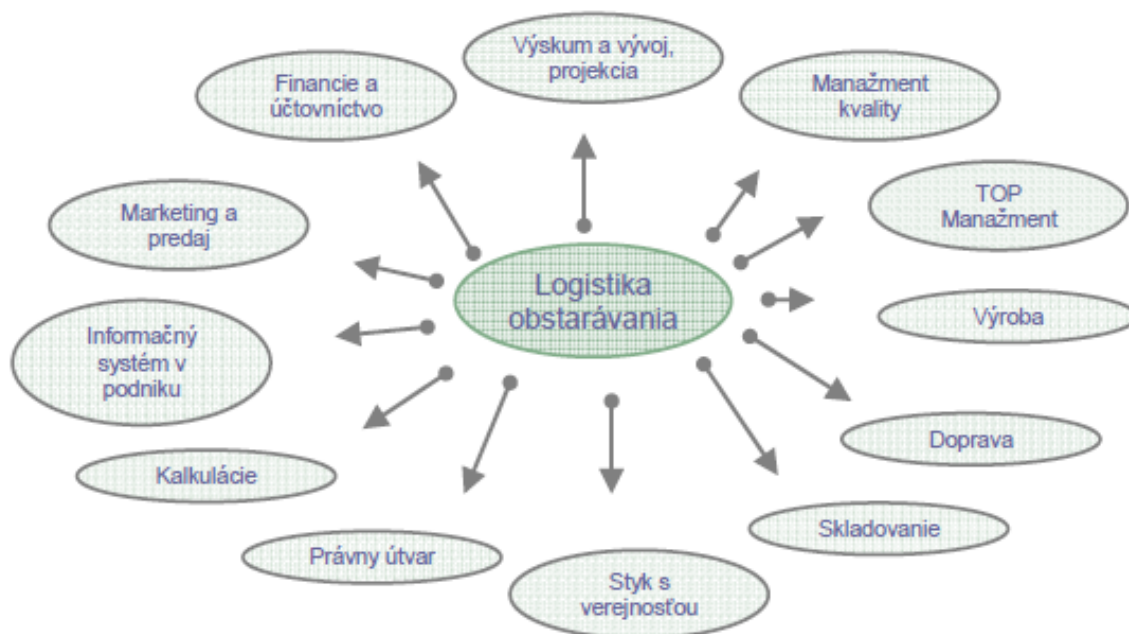 Výskum a vývoj,
projekcia
Financie a
účtovníctvo
Manažment
kvality
TOP
Manažment
Marketing a
predaj
Logistika
obstarávania
Výroba
Informačný
systém v
podniku
Doprava
Kalkulácie
Skladovanie
Právny útvar
Styk s
verejnosťou